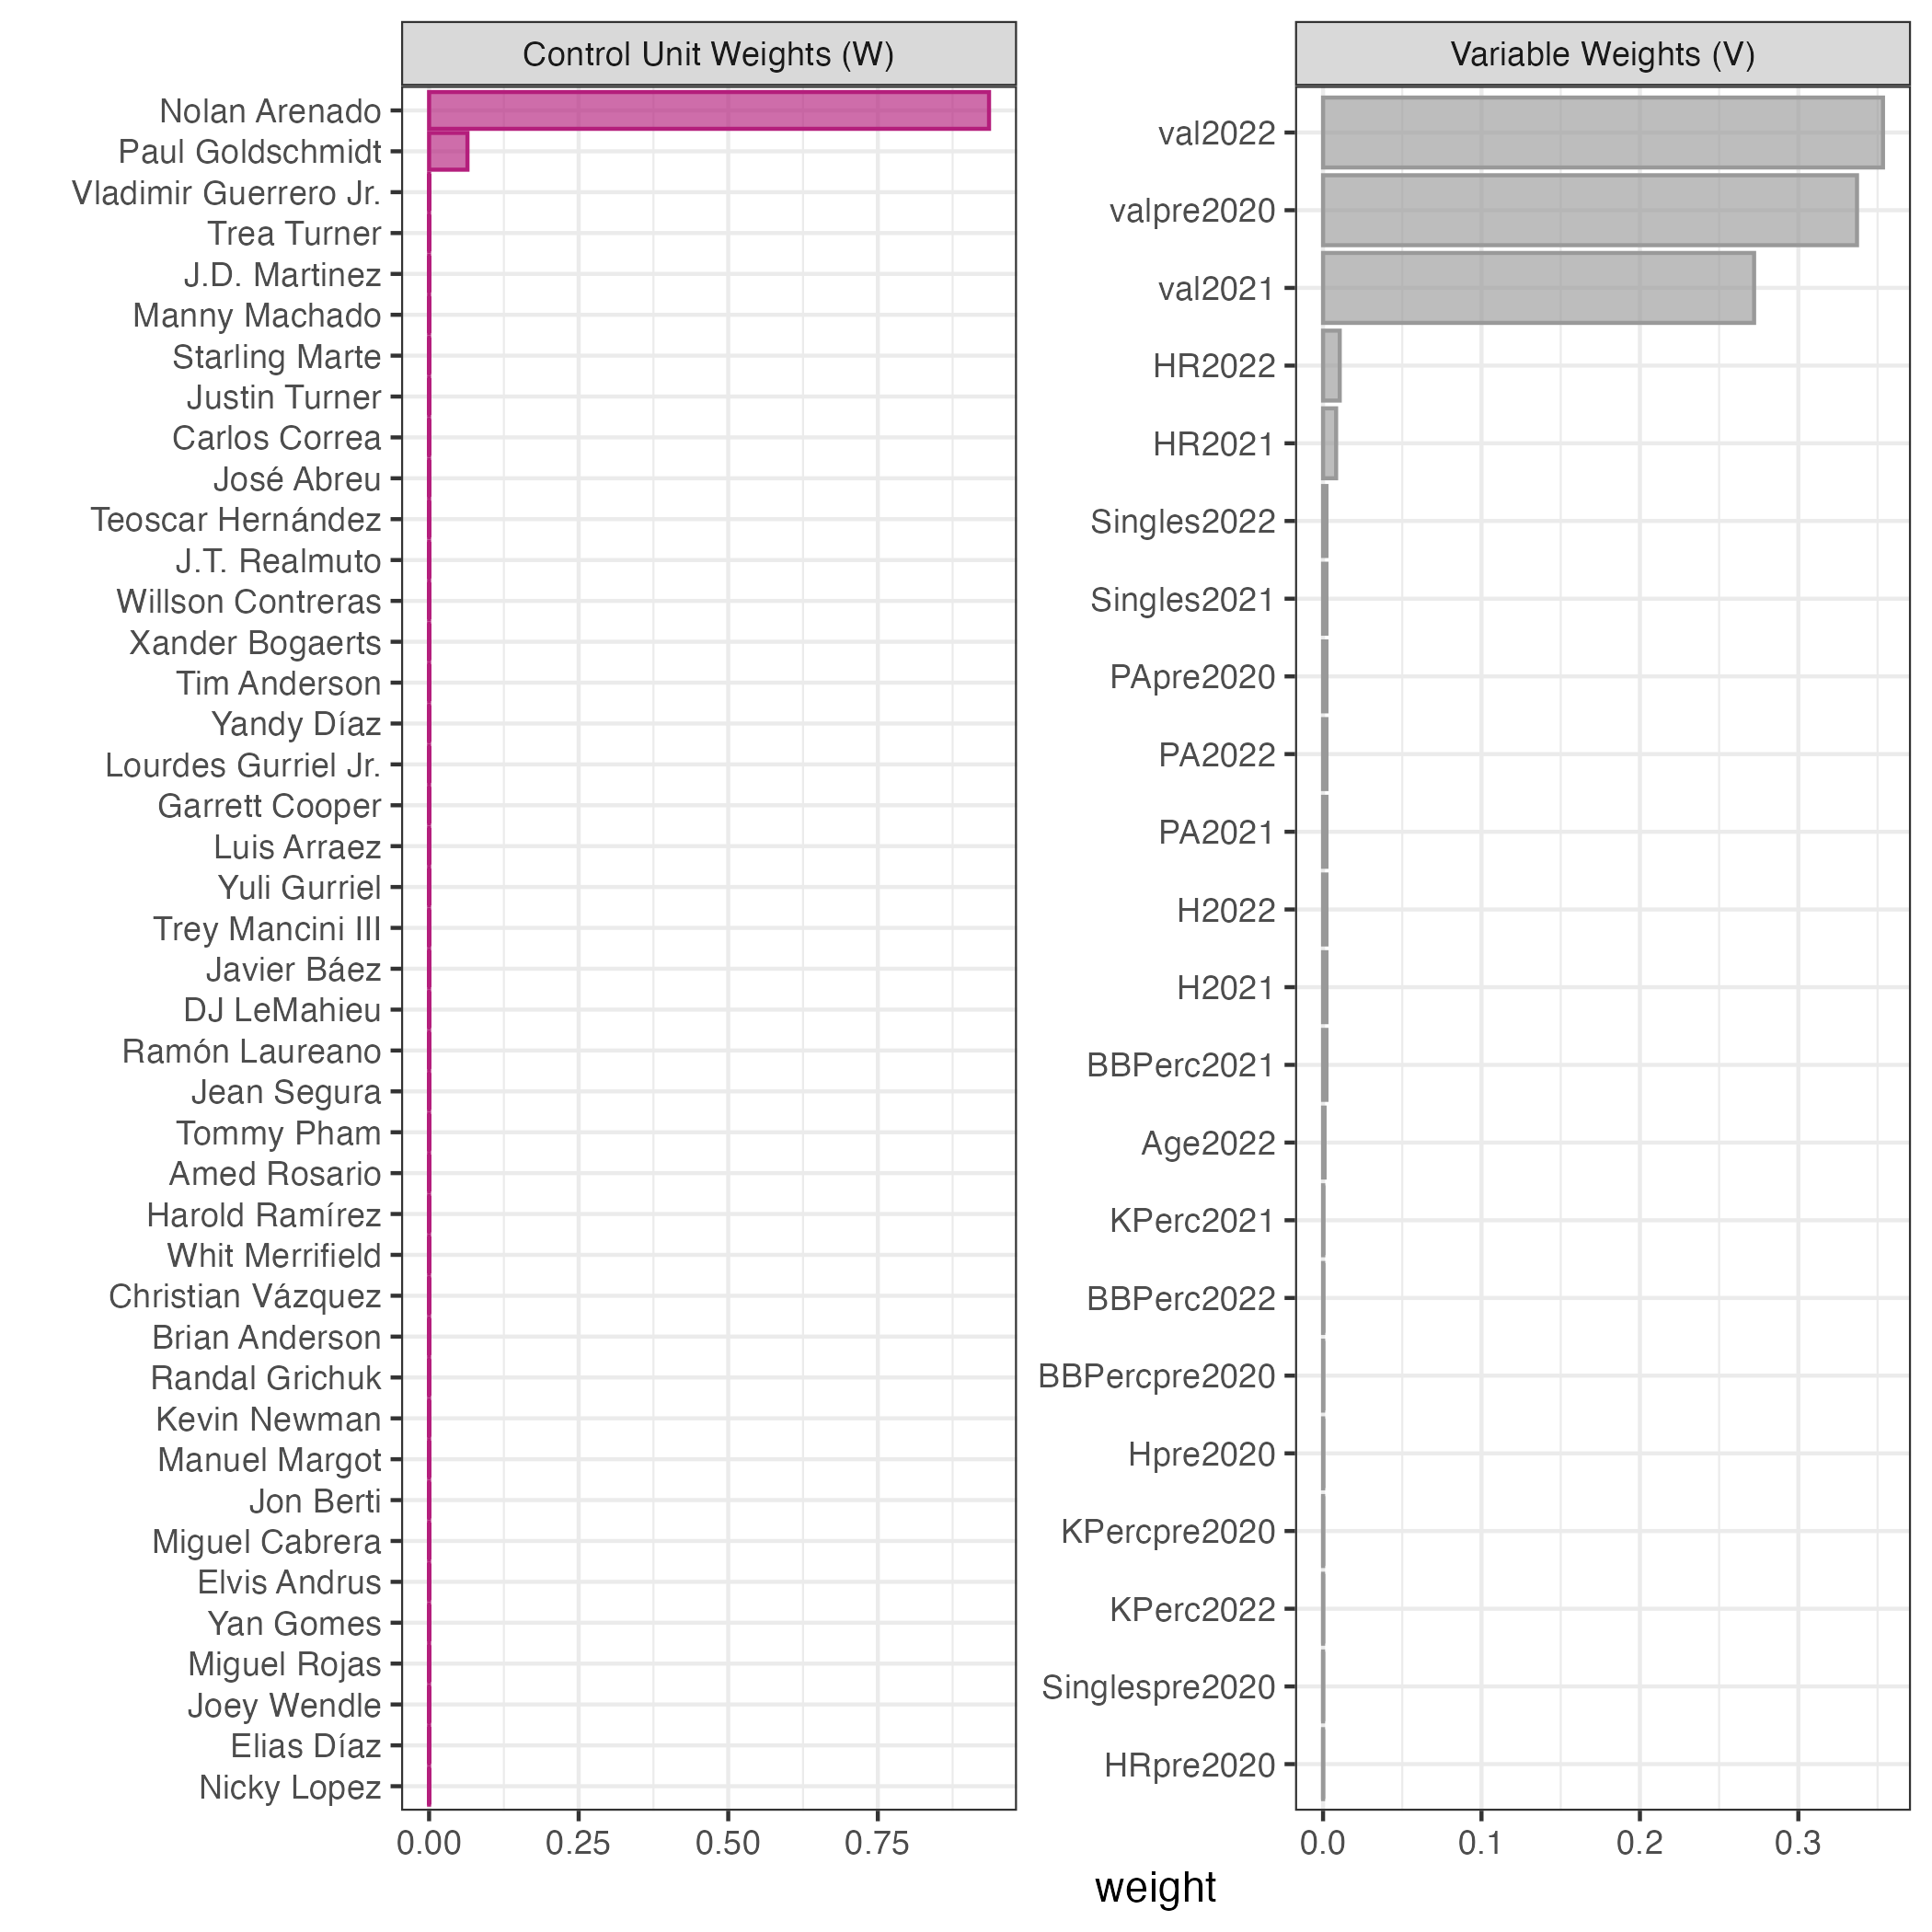 Control Unit Weights (W)
Nolan Arenado
Paul Goldschmidt
Vladimir Guerrero Jr.
Trea Turner
J.D. Martinez
Manny Machado
Starling Marte
Justin Turner
Carlos Correa
José Abreu
Teoscar Hernández
J.T. Realmuto
Willson Contreras
Xander Bogaerts
Tim Anderson
Yandy Díaz
Lourdes Gurriel Jr.
Garrett Cooper
Luis Arraez
Yuli Gurriel
Trey Mancini III
Javier Báez
DJ LeMahieu
Ramón Laureano
Jean Segura
Tommy Pham
Amed Rosario
Harold Ramírez
Whit Merrifield
Christian Vázquez
Brian Anderson
Randal Grichuk
Kevin Newman
Manuel Margot
Jon Berti
Miguel Cabrera
Elvis Andrus
Yan Gomes
Miguel Rojas
Joey Wendle
Elias Díaz
Nicky Lopez
0.00 0.25 0.50 0.75
Variable Weights (V)
val2022
valpre2020
val2021
HR2022
HR2021
Singles2022
Singles2021
PApre2020
PA2022
PA2021
H2022
H2021
BBPerc2021
Age2022
KPerc2021
BBPerc2022
BBPercpre2020
Hpre2020
KPercpre2020
KPerc2022
Singlespre2020
HRpre2020
0.0 0.1 0.2 0.3
weight